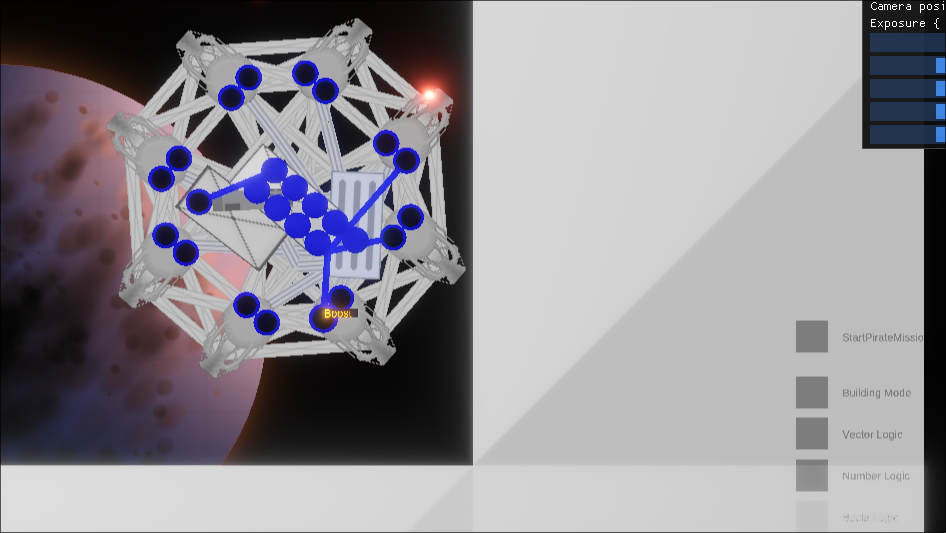 Camera posi
Exposure {
Boost
StartPirateMissio
Building Mode
Vector Logic
Number Logic